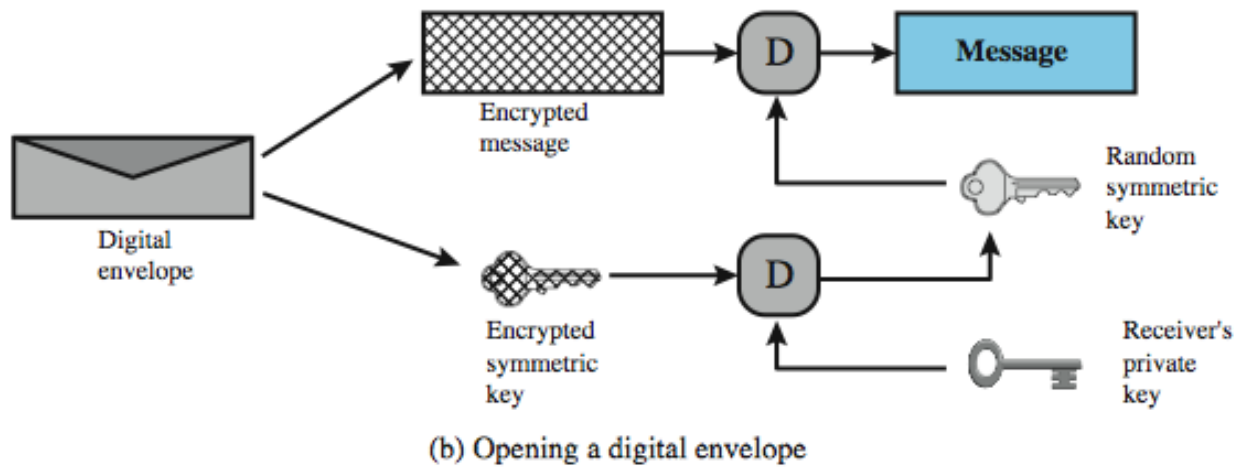 D
Message
Encrypted
message
Digital
envelope
Random
symmetric
key
D
Encrypted
symmetric
key
Receiver's
private
key
(b) Opening a digital envelope